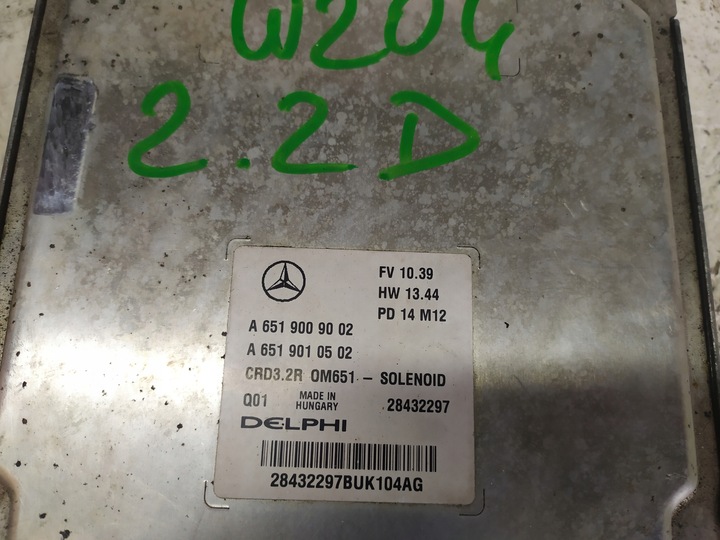 W204
2.2D
FV 10.39
HW 13.44
PD 14 M12
A 651 900 90 02
A 651 901 05 02
CRD3.2R OM651 - SOLENOID
Q01 MADE IN HUNGARY 28432297
DELPHI
28432297BUK104AG